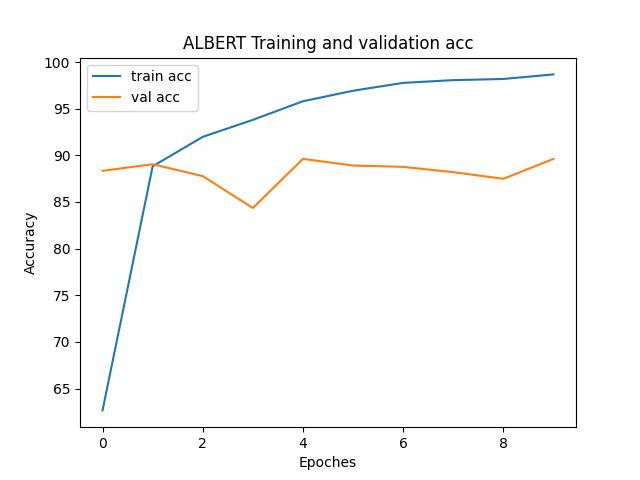 ALBERT Training and validation acc
train acc
val acc
Accuracy
100
95
90
85
80
75
70
65
0 2 4 6 8
Epoches